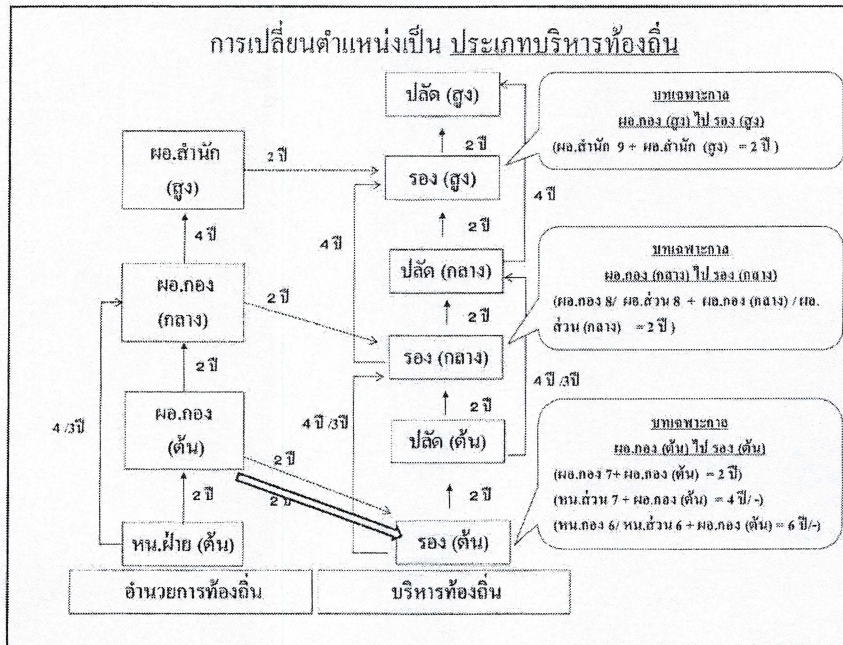 การเปลี่ยนตำแหน่งเป็น ประเภทบริหารท้องถิ่น
ปลัด (สูง)
2 ปี
รอง (สูง)
2 ปี
ปลัด (กลาง)
2 ปี
รอง (กลาง)
2 ปี
ปลัด (ต้น)
2 ปี
รอง (ต้น)
4 ปี
4 ปี
4 ปี /3ปี
4 ปี /3ปี
ผอ.สำนัก
(สูง)
2 ปี
4 ปี
ผอ.กอง
(กลาง)
2 ปี
2 ปี
ผอ.กอง
(ต้น)
2 ปี
2 ปี
2 ปี
4 /3ปี
หน.ฝ่าย (ต้น)
อำนวยการท้องถิ่น
บริหารท้องถิ่น
บทเฉพาะกาล
ผอ.กอง (สูง) ไป รอง (สูง)
(ผอ.สำนัก 9 + ผอ.สำนัก (สูง) = 2 ปี )
บทเฉพาะกาล
ผอ.กอง (กลาง) ไป รอง (กลาง)
(ผอ.กอง 8/ ผอ.ส่วน 8 + ผอ.กอง (กลาง) / ผอ.
ส่วน (กลาง) = 2 ปี )
บทเฉพาะกาล
ผอ.กอง (ต้น) ไป รอง (ต้น)
(ผอ.กอง 7+ ผอ.กอง (ต้น) = 2 ปี)
(หน.ส่วน 7 + ผอ.กอง (ต้น) = 4 ปี/-)
(หน.กอง 6/ หน.ส่วน 6 + ผอ.กอง (ต้น) = 6 ปี/-)